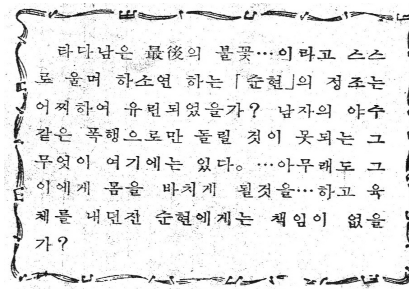 타다남은 最後의 불꽃…이라고 스스
로 울며 하소연 하는 「순현」의 정조는
어찌하여 유린되었을가? 남자의 야수
같은 폭행으로만 돌릴 것이 못되는 그
무엇이 여기에는 있다。…아무래도 그
이에게 몸을 바치게 될것을…하고 육
체를 내던진 순현에게는 책임이 없을
가?